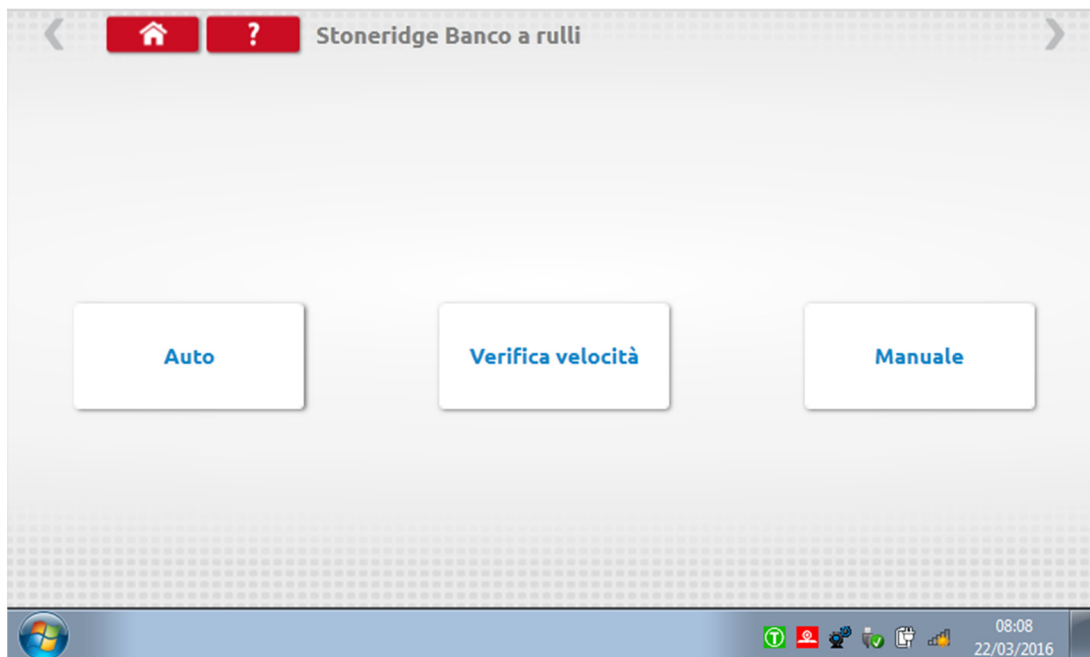 ? Stoneridge Banco a rulli
Auto Verifica velocità Manuale
T
08:08
22/03/2016